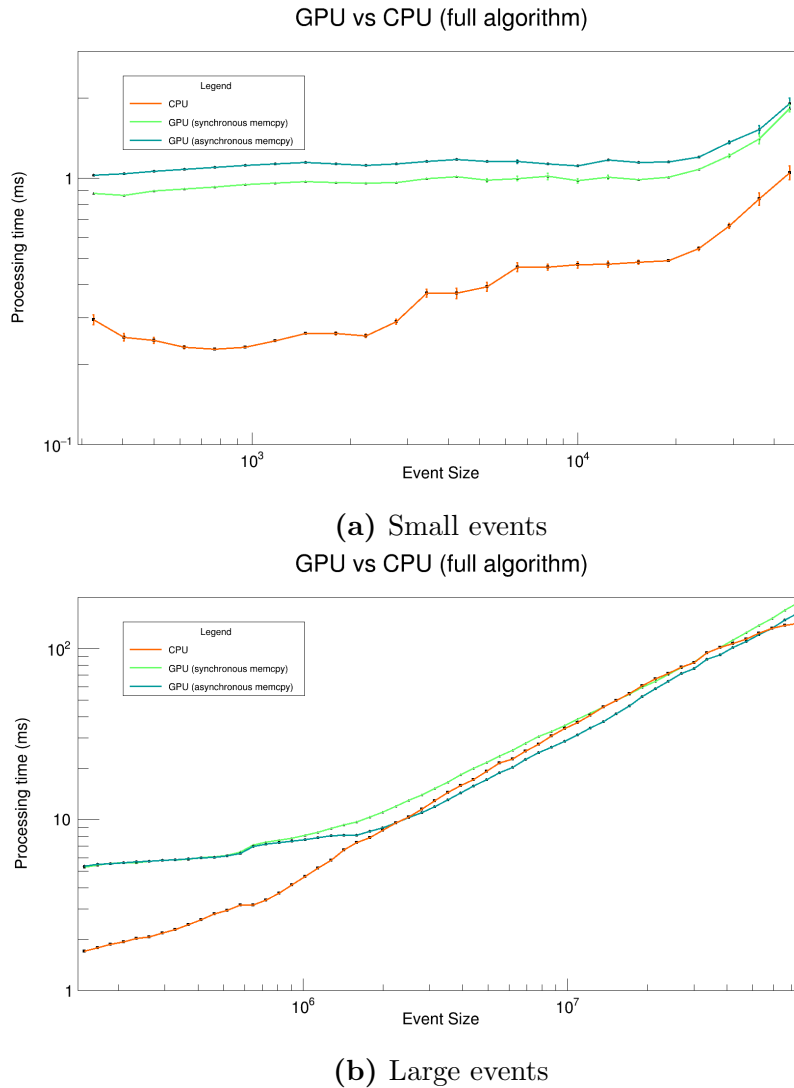 GPU vs CPU (full algorithm)
Legend
CPU
GPU (synchronous memcpy)
GPU (asynchronous memcpy)
Processing time (ms)
1
10⁻¹
10³
10⁴
Event Size
(a) Small events
GPU vs CPU (full algorithm)
Legend
CPU
GPU (synchronous memcpy)
GPU (asynchronous memcpy)
Processing time (ms)
10²
10
1
10⁶
10⁷
Event Size
(b) Large events